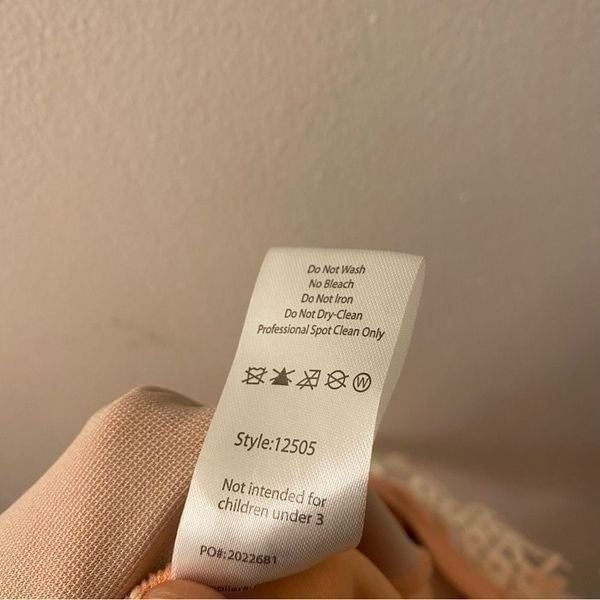 Do Not Wash
No Bleach
Do Not Iron
Do Not Dry-Clean
Professional Spot Clean Only
W
Style:12505
Not intended for
children under 3
PO#:2022681